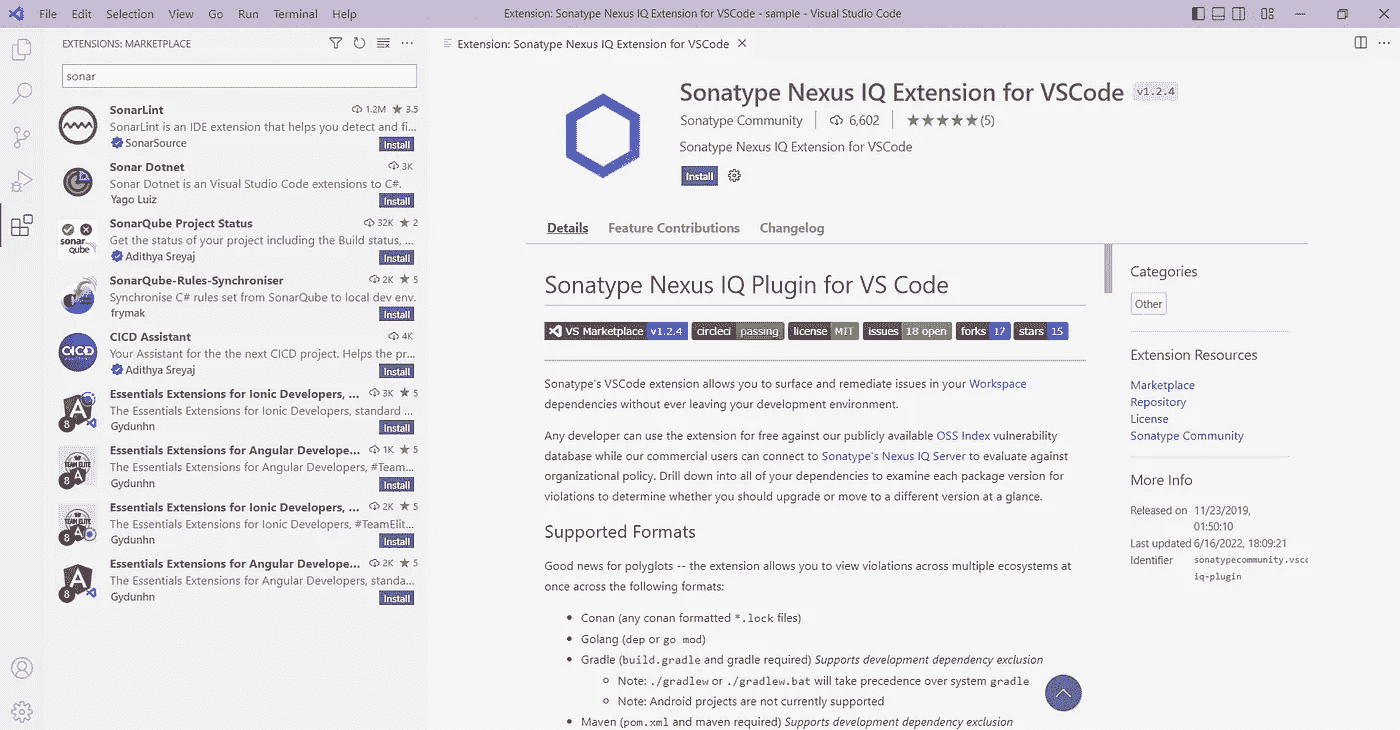 File Edit Selection View Go Run Terminal Help
Extension: Sonatype Nexus IQ Extension for VSCode - sample - Visual Studio Code
EXTENSIONS: MARKETPLACE
sonar
SonarLint 1.2M 3.5
SonarLint is an IDE extension that helps you detect and fi...
SonarSource Install
Sonar Dotnet 3K
Sonar Dotnet is an Visual Studio Code extensions to C#.
Yago Luiz Install
SonarQube Project Status 32K 2
Get the status of your project including the Build status, ...
Adithya Sreyaj Install
sonar
qube
SonarQube-Rules-Synchroniser 2K 5
Synchronise C# rules set from SonarQube to local dev env.
frymak Install
CICD Assistant 4K
Your Assistant for the the next CICD project. Helps the pr...
Adithya Sreyaj Install
CICD
Essentials Extensions for Ionic Developers, ... 3K 5
The Essentials Extensions for Ionic Developers, standard ...
Gydunhn Install
A
8
Essentials Extensions for Angular Develope... 1K 5
The Essentials Extensions for Angular Developers, #Team...
Gydunhn Install
TEAM ELITE
A
8
Essentials Extensions for Ionic Developers, ... 2K 5
The Essentials Extensions for Ionic Developers, #TeamElit...
Gydunhn Install
TEAM ELITE
A
8
Essentials Extensions for Angular Develope... 2K 5
The Essentials Extensions for Angular Developers, standa...
Gydunhn Install
A
8
Extension: Sonatype Nexus IQ Extension for VSCode
Sonatype Nexus IQ Extension for VSCode v1.2.4
Sonatype Community 6,602 (5)
Sonatype Nexus IQ Extension for VSCode
Install
Details Feature Contributions Changelog
Sonatype Nexus IQ Plugin for VS Code
VS Marketplace v1.2.4 circleci passing license MIT issues 18 open forks 17 stars 15
Sonatype's VSCode extension allows you to surface and remediate issues in your Workspace
dependencies without ever leaving your development environment.
Any developer can use the extension for free against our publicly available OSS Index vulnerability
database while our commercial users can connect to Sonatype's Nexus IQ Server to evaluate against
organizational policy. Drill down into all of your dependencies to examine each package version for
violations to determine whether you should upgrade or move to a different version at a glance.
Supported Formats
Good news for polyglots -- the extension allows you to view violations across multiple ecosystems at
once across the following formats:
Conan (any conan formatted *.lock files)
Golang (dep or go mod)
Gradle (build.gradle and gradle required) Supports development dependency exclusion
Note: ./gradlew or ./gradlew.bat will take precedence over system gradle
Note: Android projects are not currently supported
Maven (pom.xml and maven required) Supports development dependency exclusion
Categories
Other
Extension Resources
Marketplace
Repository
License
Sonatype Community
More Info
Released on 11/23/2019,
01:50:10
Last updated 6/16/2022, 18:09:21
Identifier sonatypecommunity.vscc
iq-plugin